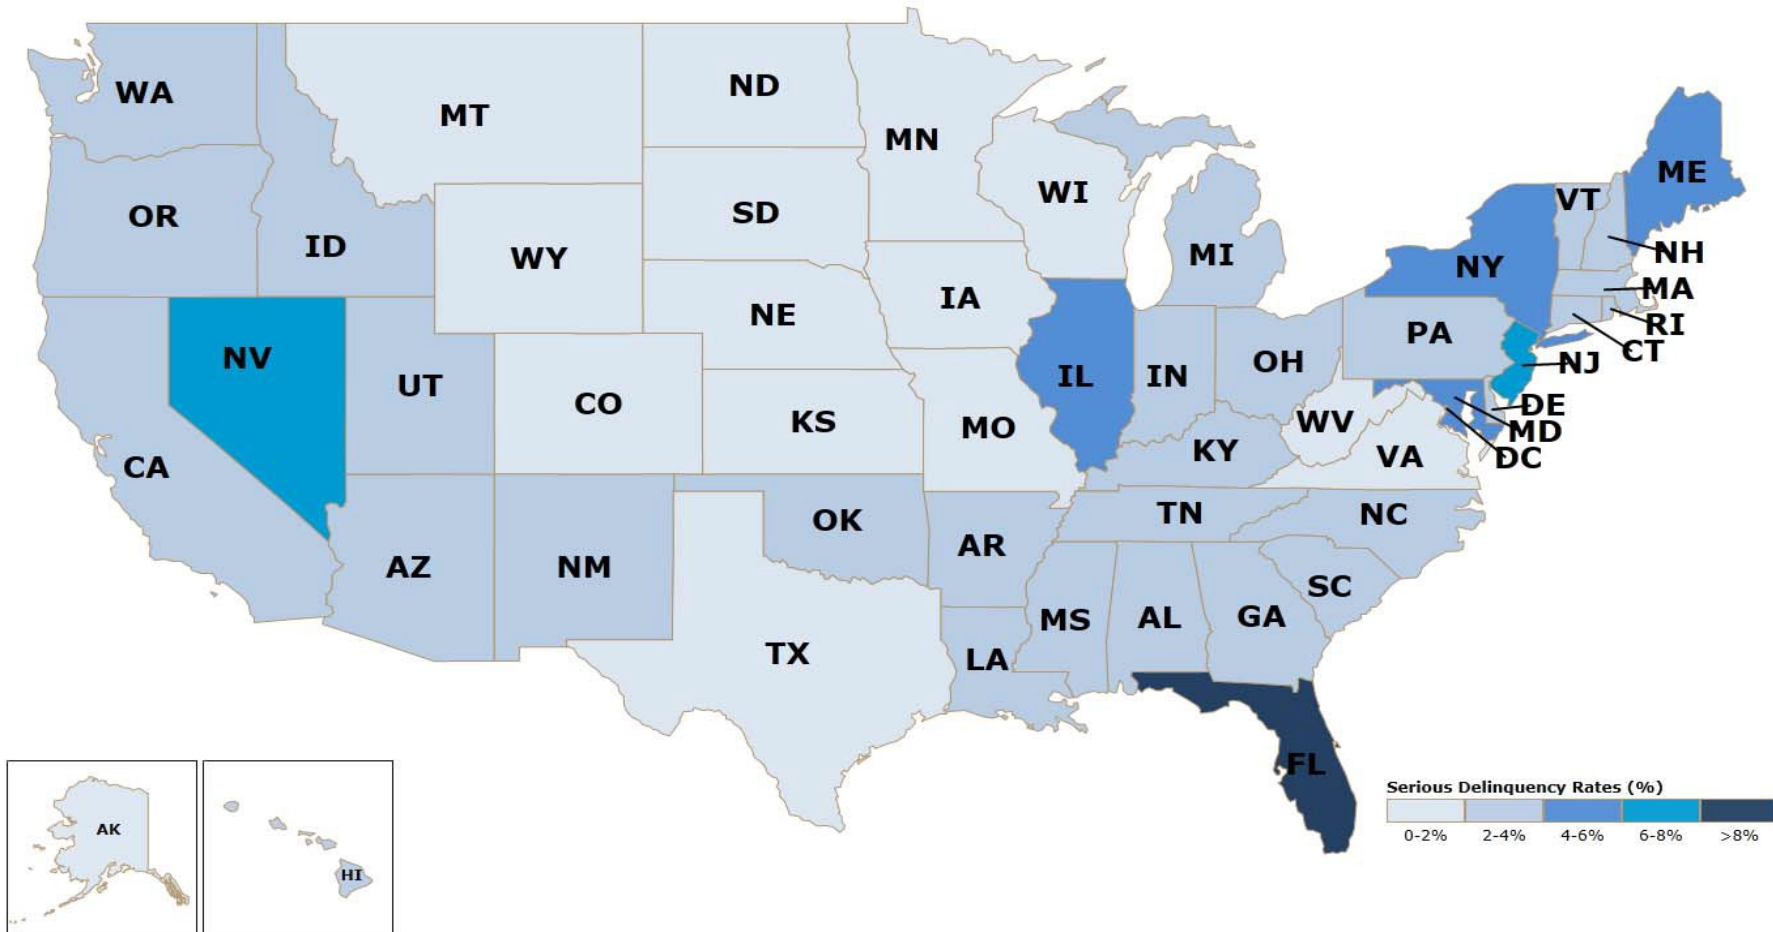 WA
MT
ND
MN
ME
OR
ID
WY
SD
WI
MI
VT
NY
NH
MA
RI
CT
NJ
DE
MD
DC
NV
UT
CO
NE
IA
KS
MO
IL
IN
OH
PA
WV
VA
KY
CA
AZ
NM
OK
AR
TN
NC
SC
MS
AL
GA
LA
TX
FL
AK
HI
Serious Delinquency Rates (%)
0-2% 2-4% 4-6% 6-8% >8%